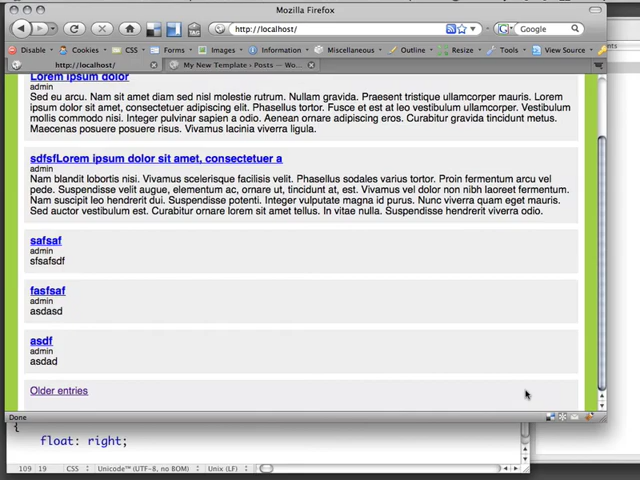 Mozilla Firefox
http://localhost/
Google
Disable Cookies CSS Forms Images Information Miscellaneous Outline Resize Tools View Source
http://localhost/ My New Template › Posts — Wo...
Lorem ipsum dolor
admin
Sed eu arcu. Nam sit amet diam sed nisl molestie rutrum. Nullam gravida. Praesent tristique ullamcorper mauris. Lorem
ipsum dolor sit amet, consectetuer adipiscing elit. Phasellus tortor. Fusce et est at leo vestibulum ullamcorper. Vestibulum
mollis commodo nisi. Integer pulvinar sapien a odio. Aenean ornare adipiscing eros. Curabitur gravida tincidunt metus.
Maecenas posuere posuere risus. Vivamus lacinia viverra ligula.
sdfsfLorem ipsum dolor sit amet, consectetuer a
admin
Nam blandit lobortis nisi. Vivamus scelerisque facilisis velit. Phasellus sodales varius tortor. Proin fermentum arcu vel
pede. Suspendisse velit augue, elementum ac, ornare ut, tincidunt at, est. Vivamus vel dolor non nibh laoreet fermentum.
Nam suscipit leo hendrerit dui. Suspendisse potenti. Integer vulputate magna id purus. Nunc viverra quam eget mauris.
Sed auctor vestibulum est. Curabitur ornare lorem sit amet tellus. In vitae nulla. Suspendisse hendrerit viverra odio.
safsaf
admin
sfsafsdf
fasfsaf
admin
asdasd
asdf
admin
asdad
Older entries
Done
{
float: right;
109 19 CSS Unicode™ (UTF-8, no BOM) Unix (LF)